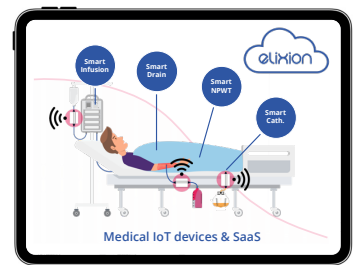 elixion
Smart
Infusion
Smart
Drain
Smart
NPWT
Smart
Cath.
Medical IoT devices & SaaS